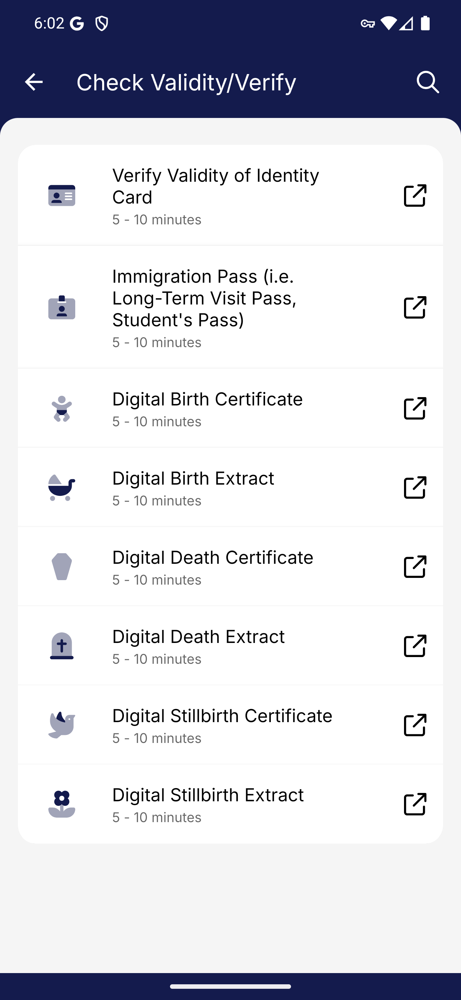 6:02
Check Validity/Verify
Verify Validity of Identity
Card
5 - 10 minutes
Immigration Pass (i.e.
Long-Term Visit Pass,
Student's Pass)
5 - 10 minutes
Digital Birth Certificate
5 - 10 minutes
Digital Birth Extract
5 - 10 minutes
Digital Death Certificate
5 - 10 minutes
Digital Death Extract
5 - 10 minutes
Digital Stillbirth Certificate
5 - 10 minutes
Digital Stillbirth Extract
5 - 10 minutes